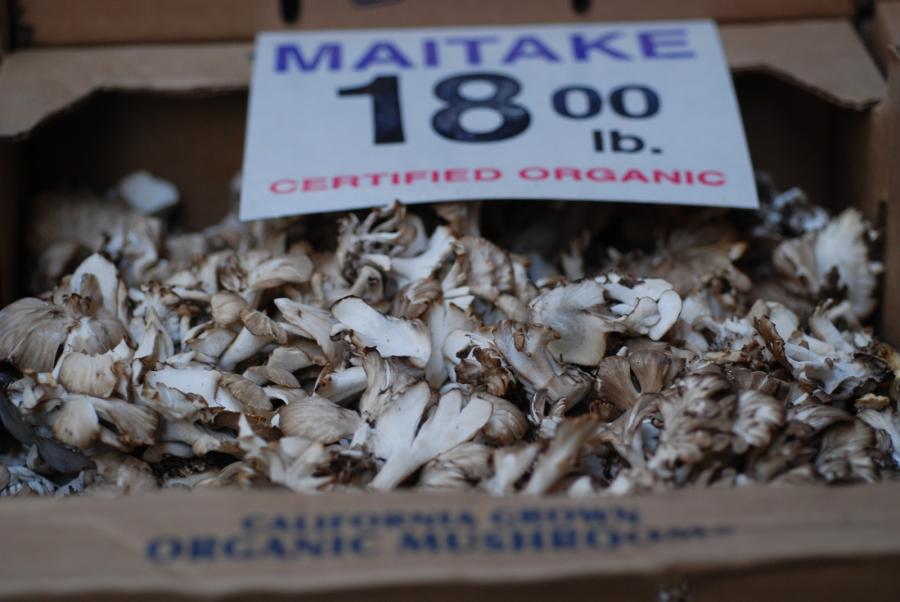 MAITAKE
18 00
lb.
CERTIFIED ORGANIC
CALIFORNIA GROWN
ORGANIC MUSHROOMS